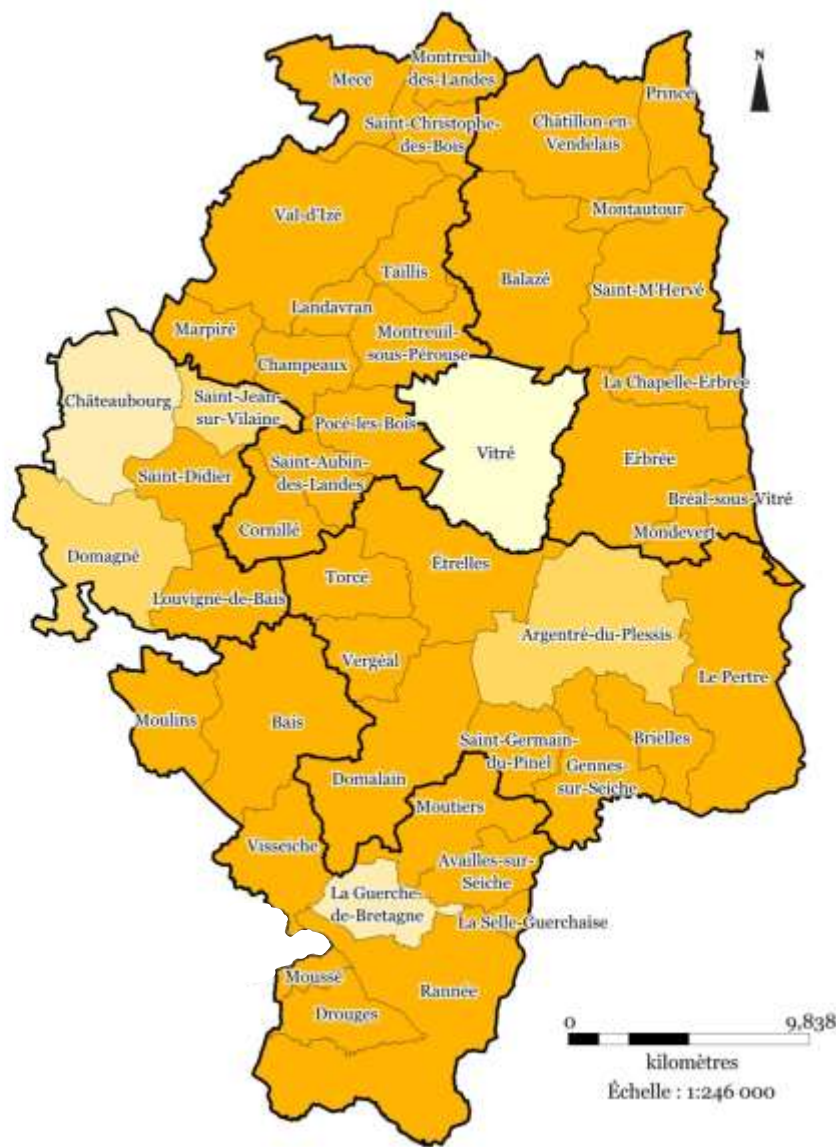 Montreuil-
des-Landes
N
Mecé
Princé
Saint-Christophe-
des-Bois
Châtillon-en-
Vendelais
Val-d'Izé
Montautour
Taillis
Balazé
Saint-M'Hervé
Landavran
Marpiré
Montreuil-
sous-Pérouse
Champeaux
La Chapelle-Erbrée
Châteaubourg
Saint-Jean-
sur-Vilaine
Pocé-les-Bois
Vitré
Erbrée
Saint-Didier
Saint-Aubin-
des-Landes
Bréal-sous-Vitré
Cornillé
Mondevert
Domagné
Étrelles
Torcé
Louvigné-de-Bais
Argentré-du-Plessis
Vergéal
Le Pertre
Moulins
Bais
Saint-Germain-
du-Pinel
Brielles
Gennes-
sur-Seiche
Domalain
Moutiers
Visseiche
Availles-sur-
Seiche
La Guerche-
de-Bretagne
La Selle-Guerchaise
Moussé
Rannée
Drouges
0 9,838
kilomètres
Échelle : 1:246 000